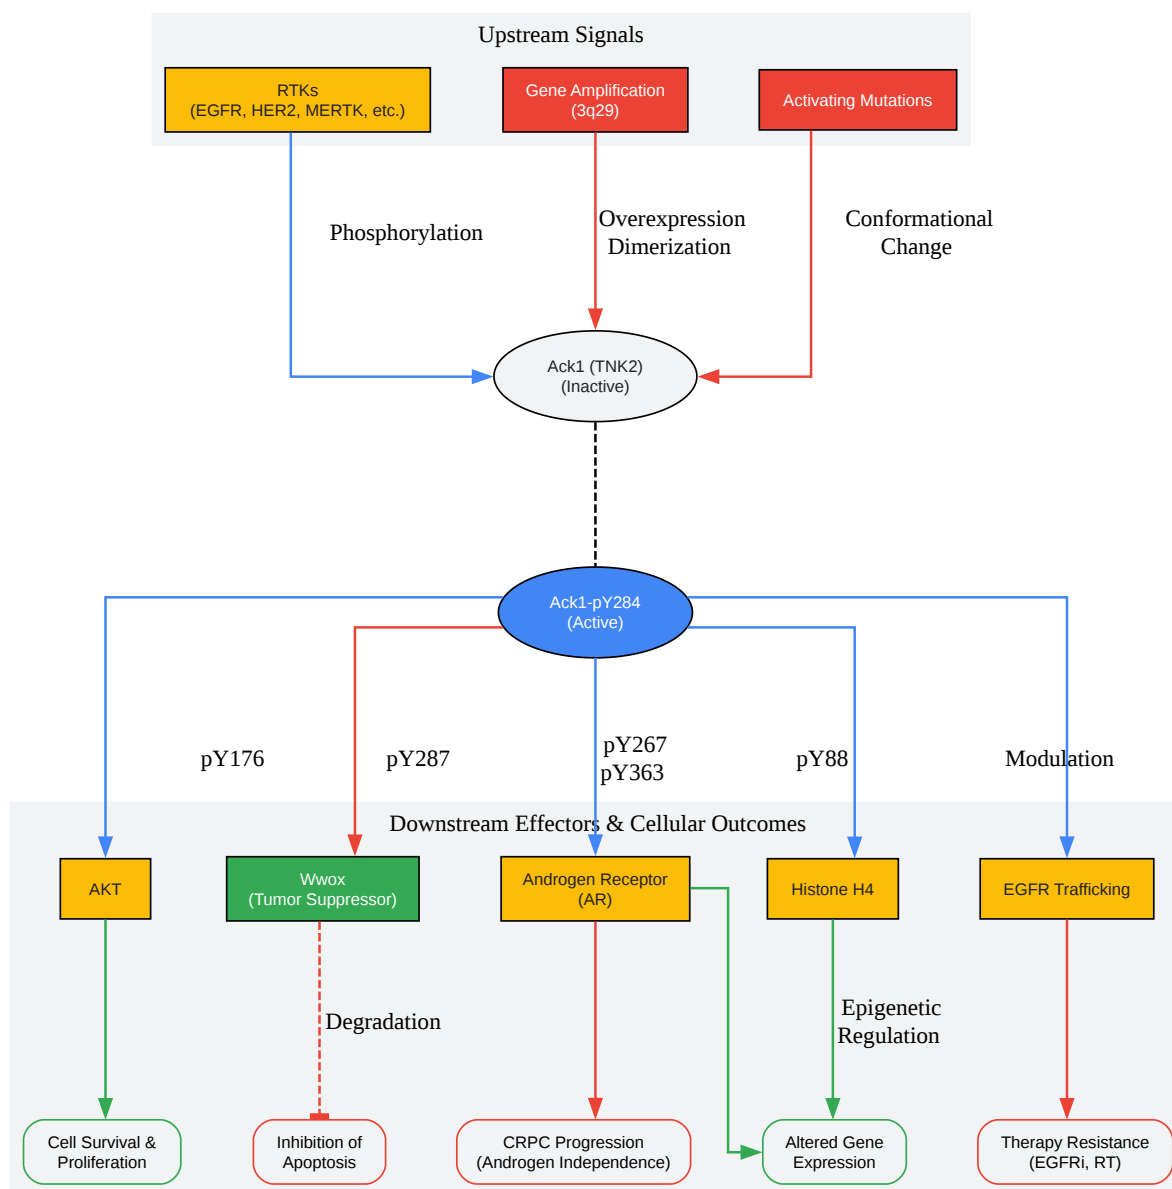 Upstream Signals
RTKs
(EGFR, HER2, MERTK, etc.)
Gene Amplification
(3q29)
Activating Mutations
Phosphorylation
Overexpression
Dimerization
Conformational
Change
Ack1 (TNK2)
(Inactive)
Ack1-pY284
(Active)
pY176
pY287
pY267
pY363
pY88
Modulation
Downstream Effectors & Cellular Outcomes
AKT
Wwox
(Tumor Suppressor)
Androgen Receptor
(AR)
Histone H4
EGFR Trafficking
Degradation
Epigenetic
Regulation
Cell Survival &
Proliferation
Inhibition of
Apoptosis
CRPC Progression
(Androgen Independence)
Altered Gene
Expression
Therapy Resistance
(EGFRi, RT)